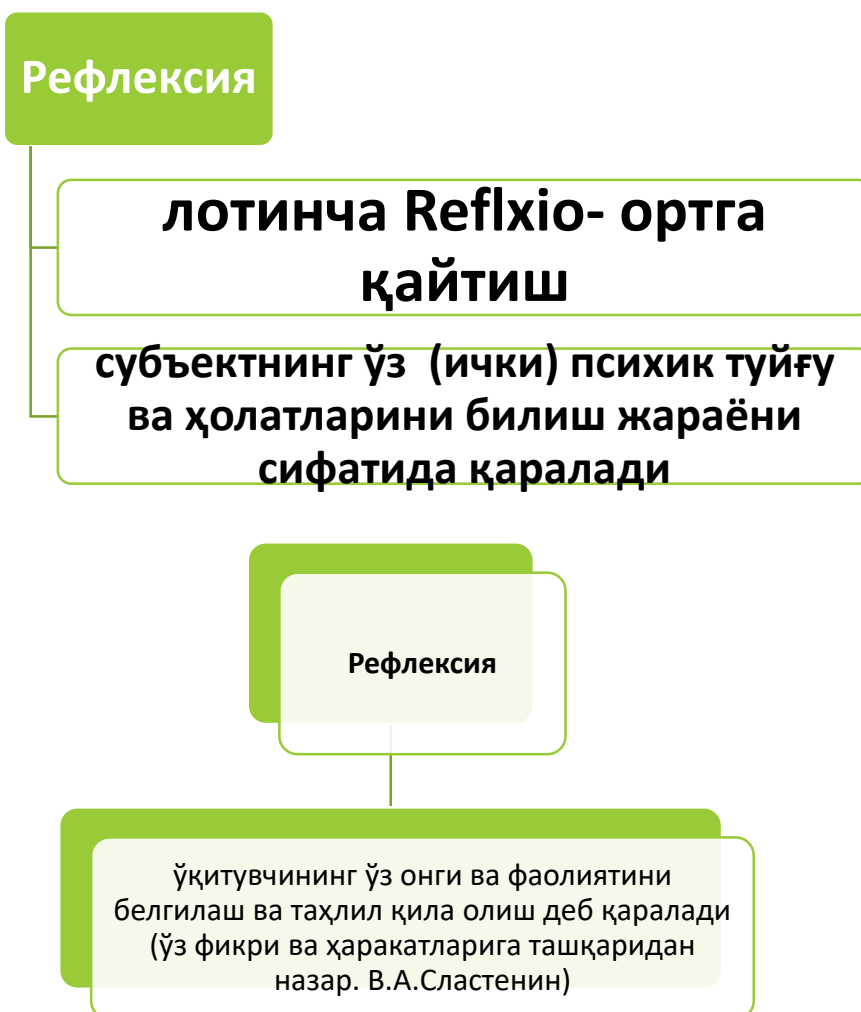 Рефлексия
лотинча Reflxio- ортга
қайтиш
субъектнинг ўз (ички) психик туйғу
ва ҳолатларини билиш жараёни
сифатида қаралади
Рефлексия
ўқитувчининг ўз онги ва фаолиятини
белгилаш ва таҳлил қила олиш деб қаралади
(ўз фикри ва ҳаракатларига ташқаридан
назар. В.А.Сластенин)